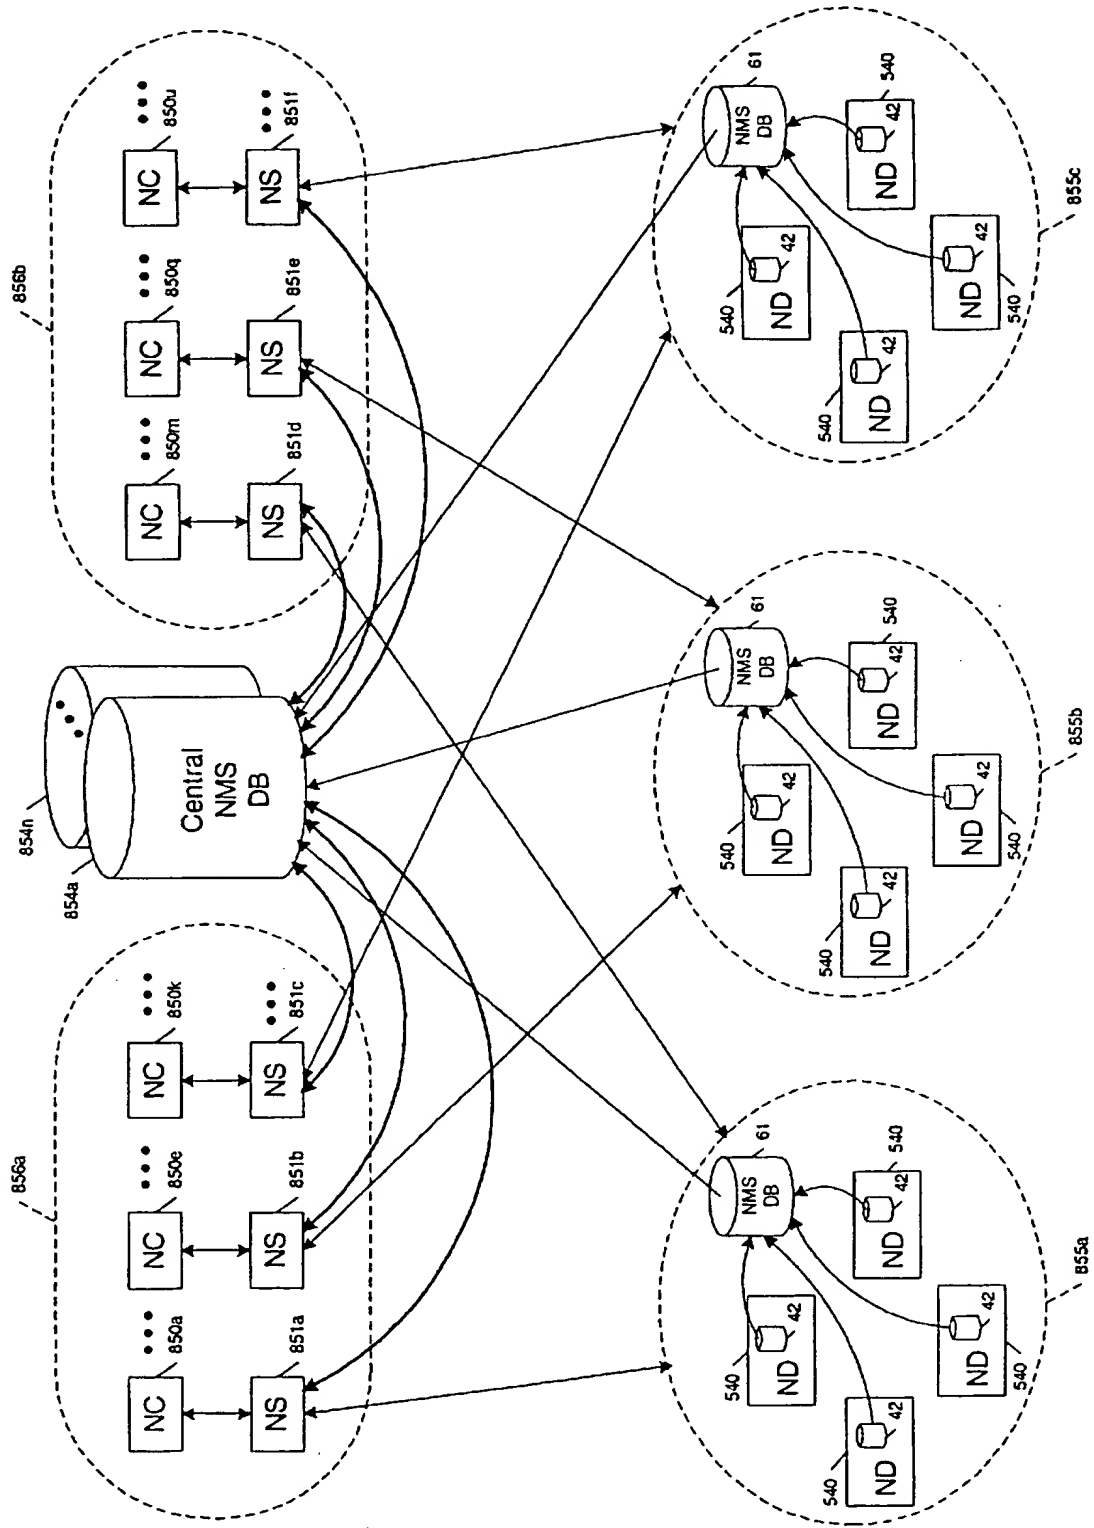 856a
854n
854a
856b
•••
850a
NC
•••
850e
NC
•••
850k
NC
•••
850m
NC
•••
850q
NC
•••
850u
NC
851a
NS
851b
NS
•••
851c
NS
•••
Central
NMS
DB
851d
NS
851e
NS
•••
851f
NS
61
NMS
DB
540
42
ND
540
42
ND
540
42
ND
540
42
ND
855a
61
NMS
DB
540
42
ND
540
42
ND
540
42
ND
540
42
ND
855b
61
NMS
DB
540
42
ND
540
42
ND
540
42
ND
540
42
ND
855c